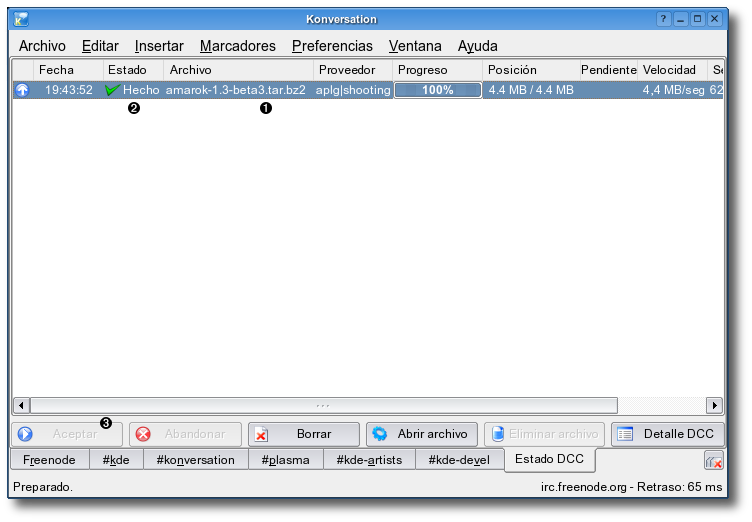 Konversation
Archivo Editar Insertar Marcadores Preferencias Ventana Ayuda
Fecha Estado Archivo Proveedor Progreso Posición Pendiente Velocidad Se
19:43:52 Hecho amarok-1.3-beta3.tar.bz2 aplg|shooting 100% 4.4 MB / 4.4 MB 4,4 MB/seg 62
2 1
3
Aceptar Abandonar Borrar Abrir archivo Eliminar archivo Detalle DCC
Freenode #kde #konversation #plasma #kde-artists #kde-devel Estado DCC
Preparado. irc.freenode.org - Retraso: 65 ms